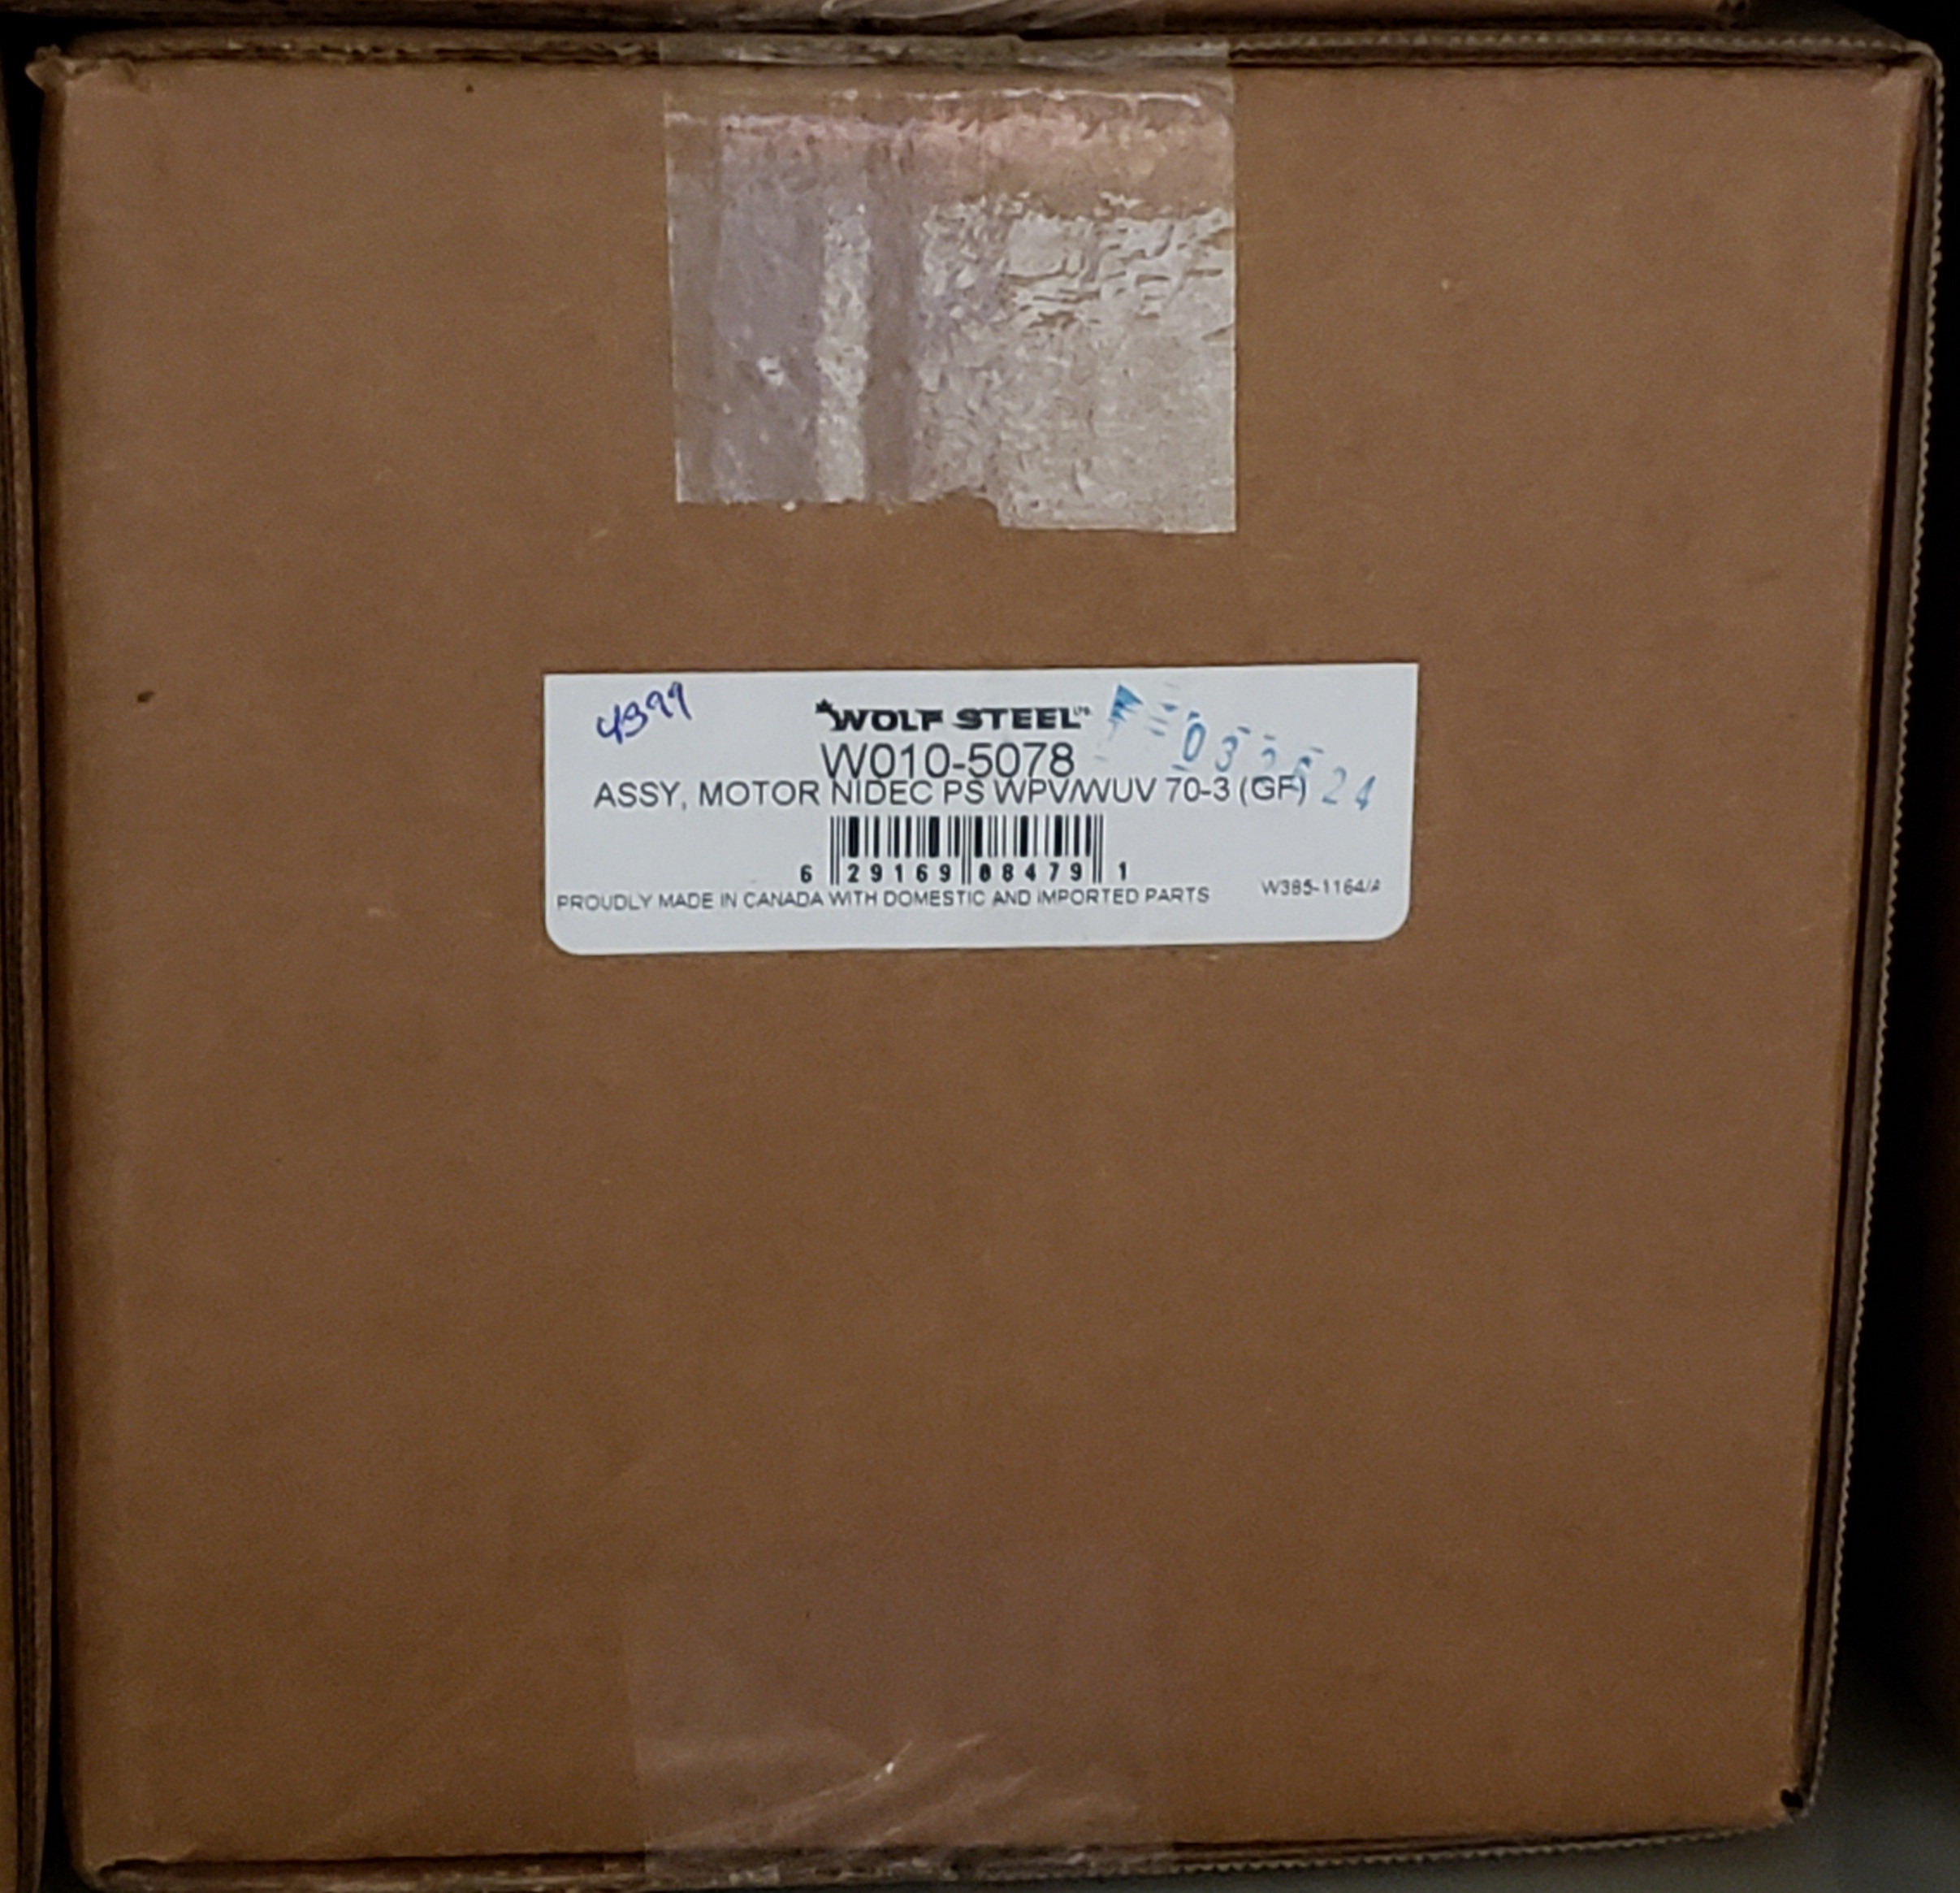 4399
WOLF STEEL LTD.
W010-5078
ASSY, MOTOR NIDEC PS WPV/WUV 70-3 (GF)
6 29169 08479 1
PROUDLY MADE IN CANADA WITH DOMESTIC AND IMPORTED PARTS
W385-1164/A